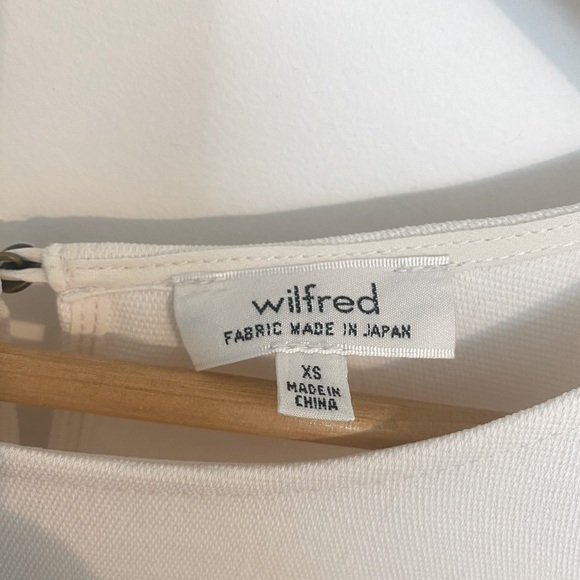 wilfred
FABRIC MADE IN JAPAN
XS
MADE IN
CHINA